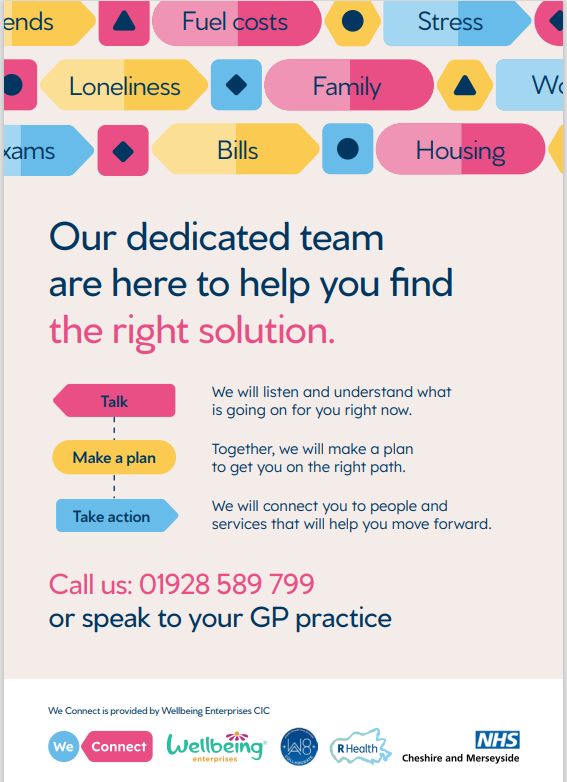 ends Fuel costs Stress
Loneliness Family Wo
xams Bills Housing
Our dedicated team
are here to help you find
the right solution.
Talk
We will listen and understand what
is going on for you right now.
Make a plan
Together, we will make a plan
to get you on the right path.
Take action
We will connect you to people and
services that will help you move forward.
Call us: 01928 589 799
or speak to your GP practice
We Connect is provided by Wellbeing Enterprises CIC
We Connect
Wellbeing
enterprises
R Health
NHS
Cheshire and Merseyside